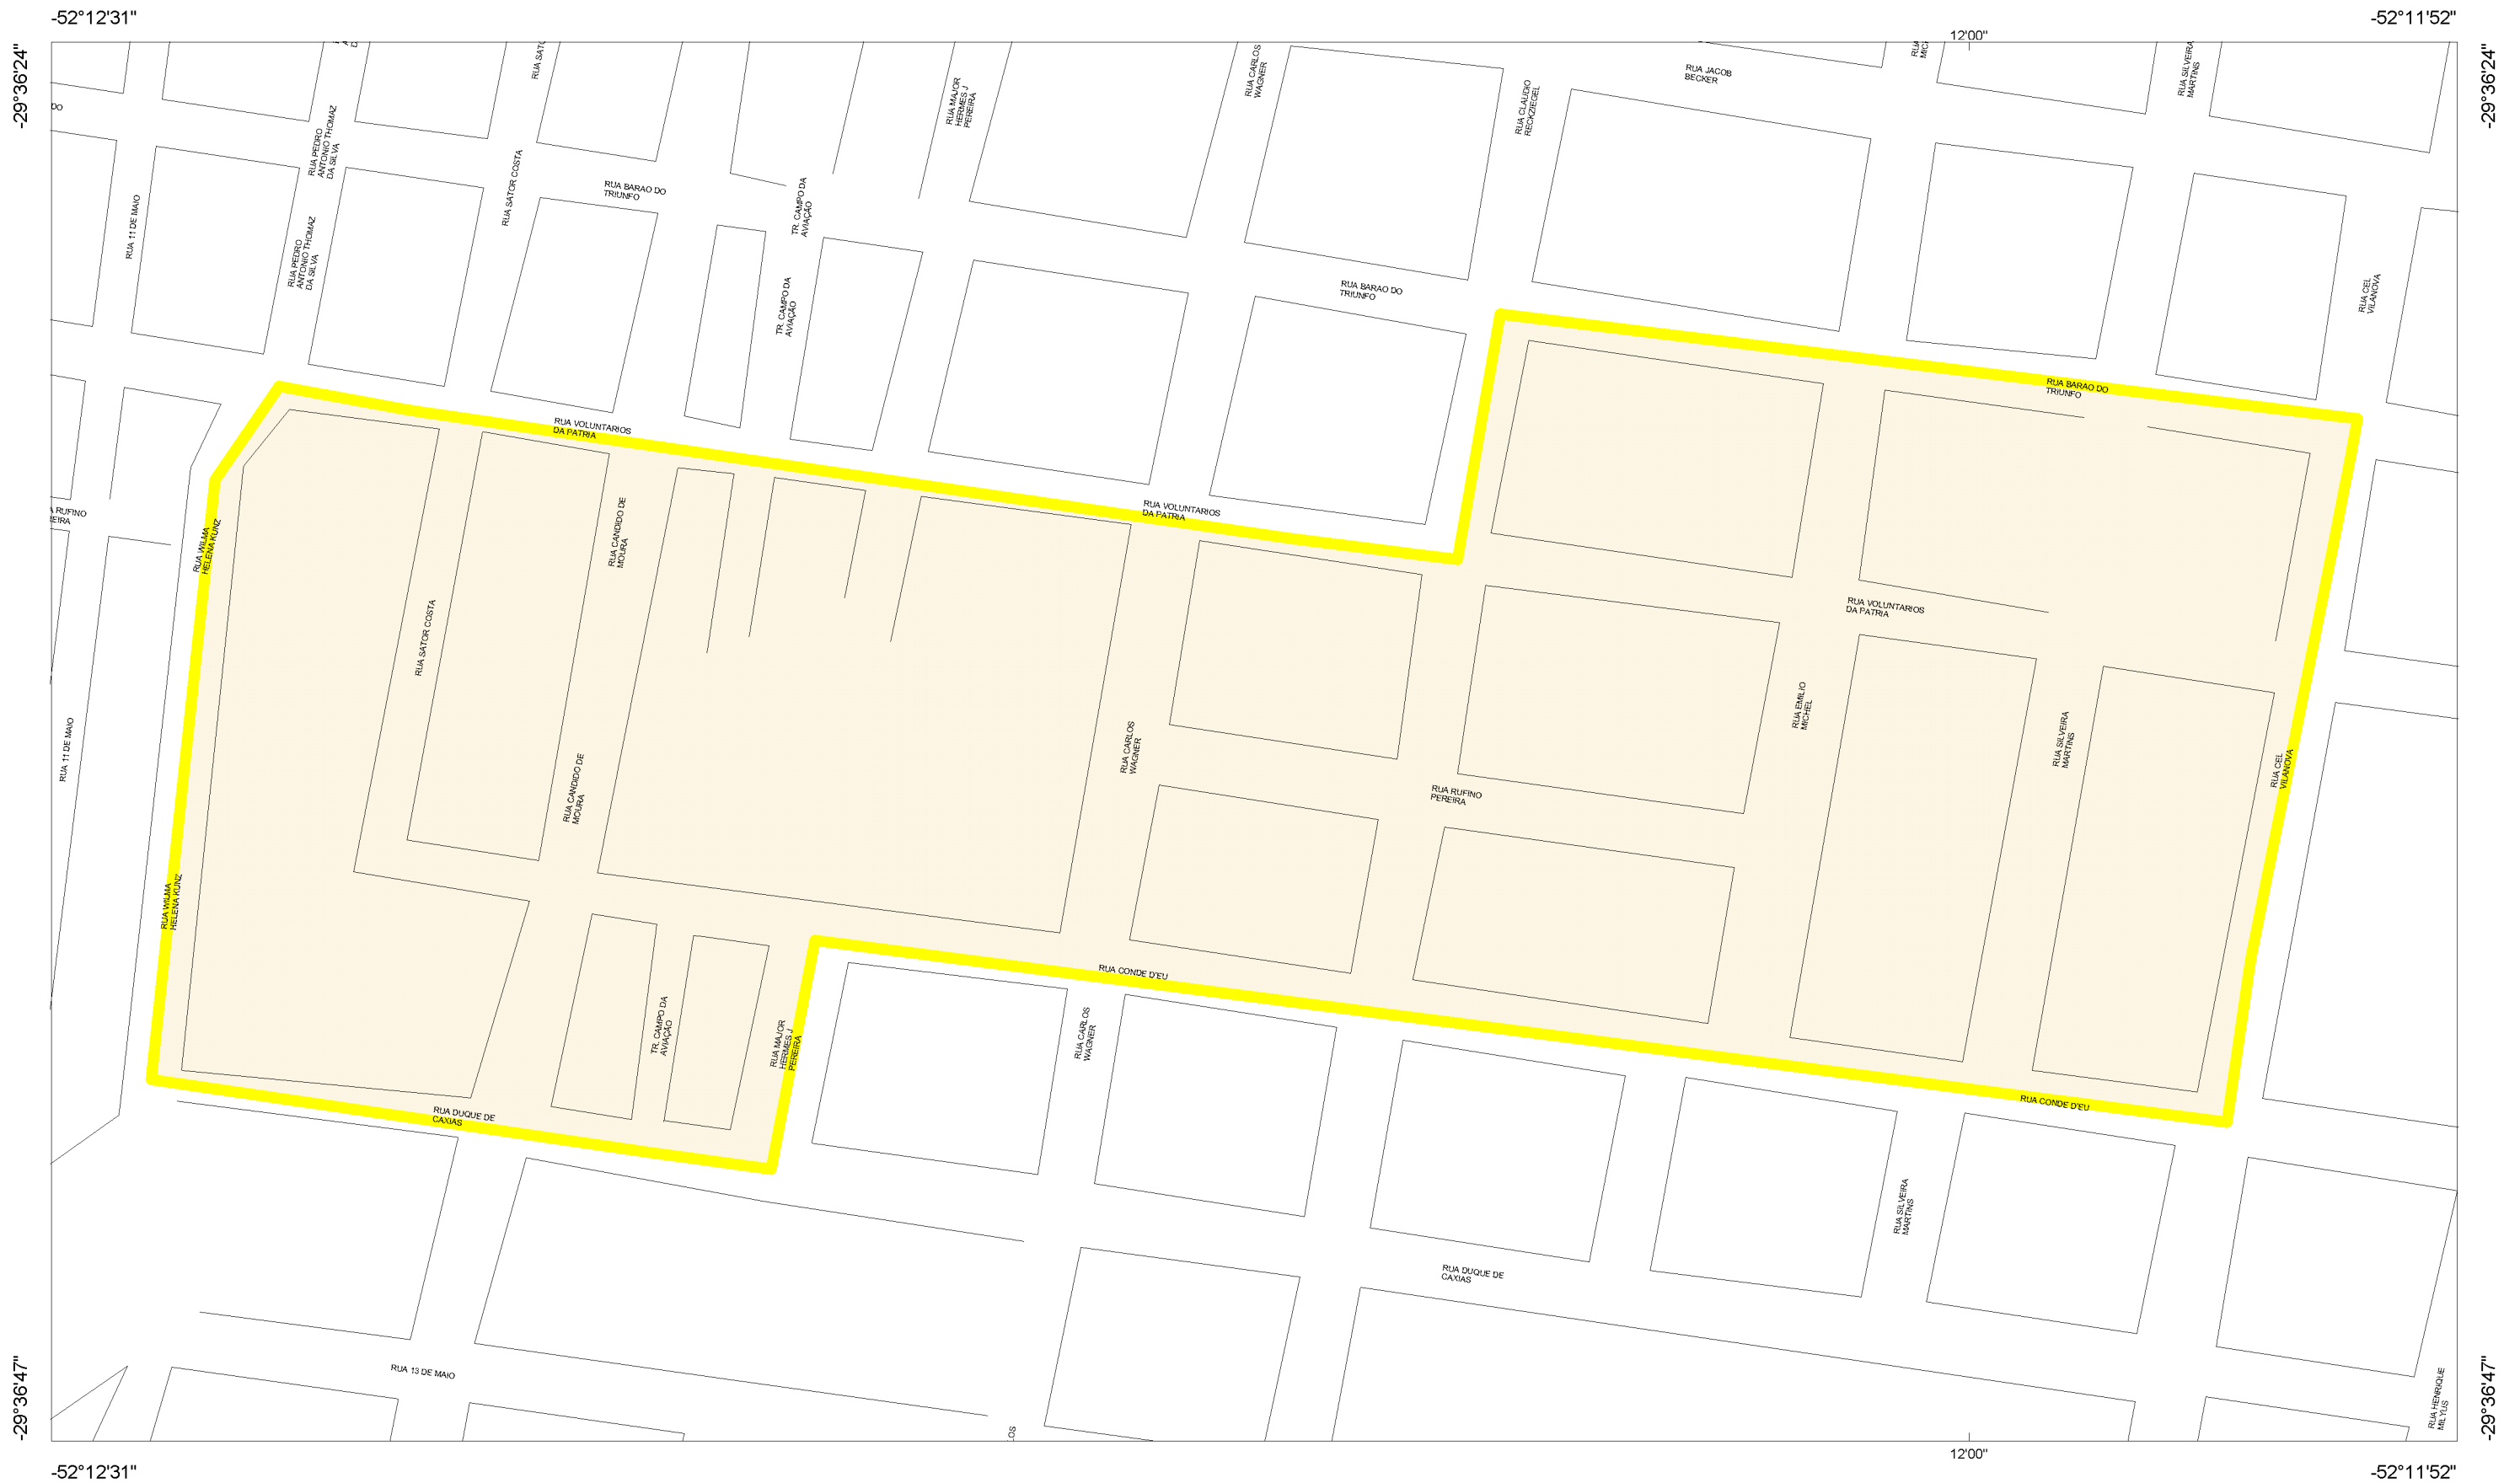 -52°12'31"
-52°11'52"
12'00"
-29°36'24"
-29°36'24"
RUA SATO
RUA CARLOS
WAGNER
RUA MAJOR
HERMES J
PEREIRA
RUA CLAUDIO
RECKZIEGEL
RUA JACOB
BECKER
RUA
MIC
RUA SILVEIRA
MARTINS
DO
RUA PEDRO
ANTONIO THOMAZ
DA SILVA
RUA 11 DE MAIO
RUA SATOR COSTA
RUA BARAO DO
TRIUNFO
TR. CAMPO DA
AVIAÇÃO
RUA PEDRO
ANTONIO THOMAZ
DA SILVA
TR. CAMPO DA
AVIAÇÃO
RUA BARAO DO
TRIUNFO
RUA CEL
VILANOVA
RUA BARAO DO
TRIUNFO
RUA VOLUNTARIOS
DA PATRIA
RUA VOLUNTARIOS
DA PATRIA
A RUFINO
REIRA
RUA WILMA
HELENA KUNZ
RUA CANDIDO DE
MOURA
RUA SATOR COSTA
RUA VOLUNTARIOS
DA PATRIA
RUA EMILIO
MICHEL
RUA SILVEIRA
MARTINS
RUA CEL
VILANOVA
RUA 11 DE MAIO
RUA CARLOS
WAGNER
RUA CANDIDO DE
MOURA
RUA RUFINO
PEREIRA
RUA WILMA
HELENA KUNZ
RUA CONDE D'EU
TR. CAMPO DA
AVIAÇÃO
RUA MAJOR
HERMES J
PEREIRA
RUA CARLOS
WAGNER
RUA CONDE D'EU
RUA DUQUE DE
CAXIAS
RUA SILVEIRA
MARTINS
RUA DUQUE DE
CAXIAS
RUA 13 DE MAIO
RUA HENRIQUE
MILYUS
OS
-29°36'47"
-29°36'47"
12'00"
-52°12'31"
-52°11'52"